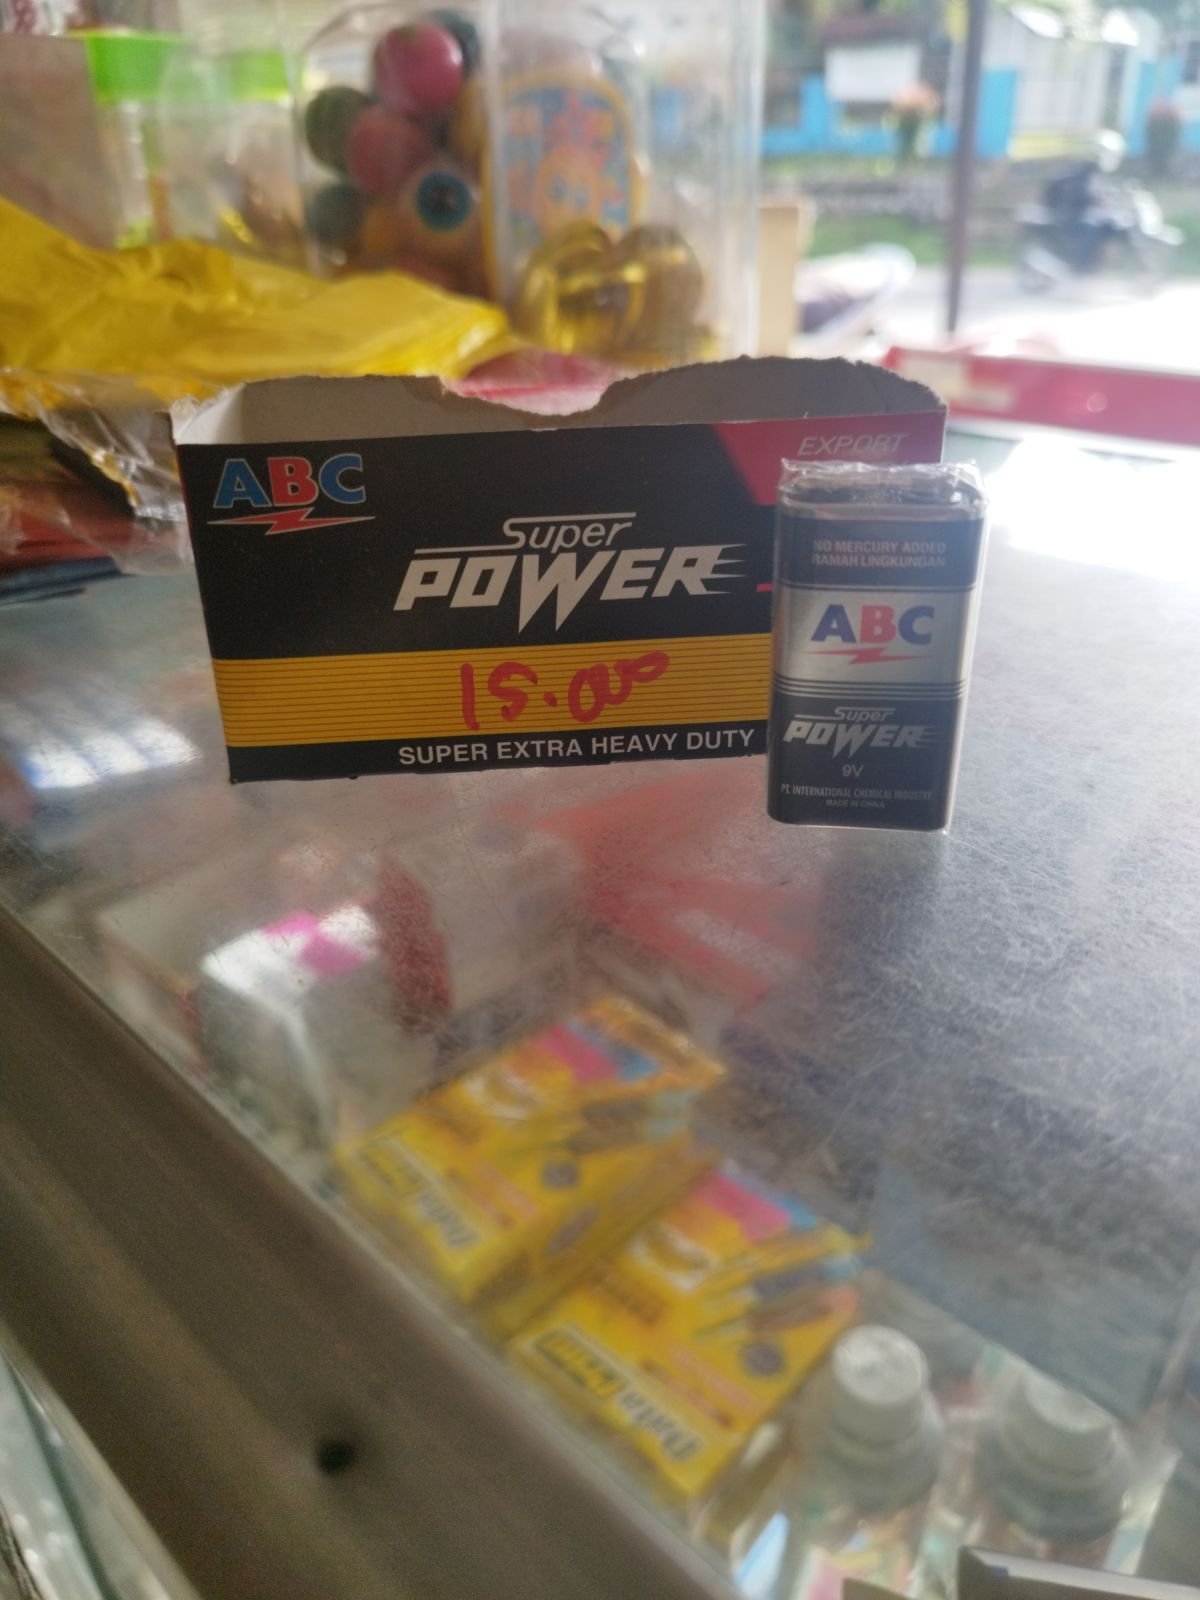 ABC
EXPORT
Super
POWER
15.000
SUPER EXTRA HEAVY DUTY
NO MERCURY ADDED
RAMAH LINGKUNGAN
ABC
Super
POWER
9V
PT. INTERNATIONAL CHEMICAL INDUSTRY
MADE IN CHINA